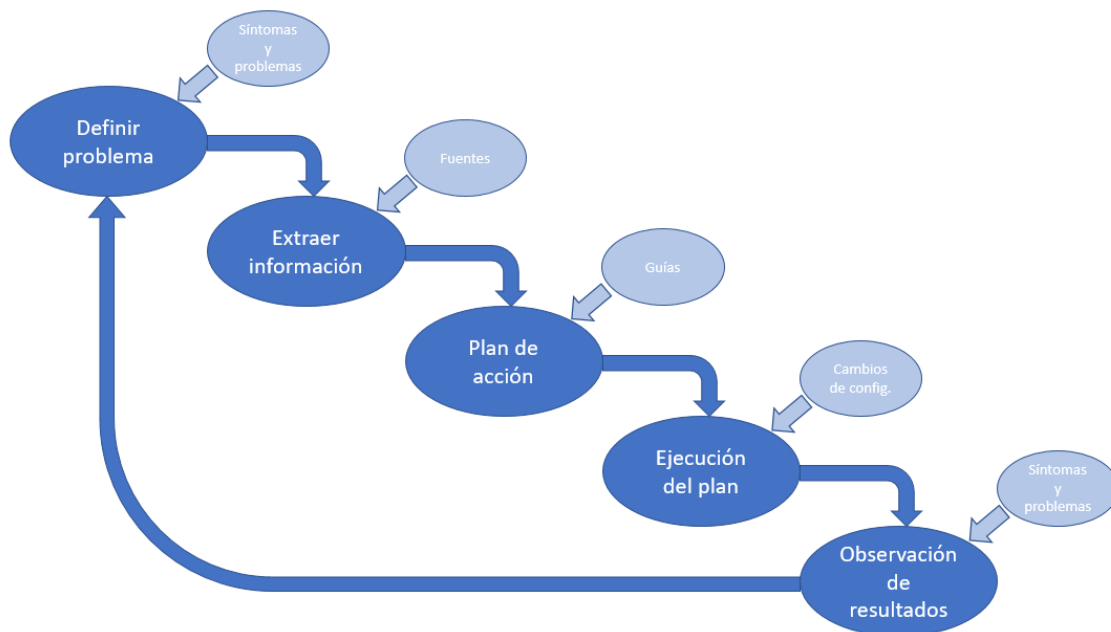 Síntomas
y
problemas
Definir
problema
Fuentes
Extraer
información
Guías
Plan de
acción
Cambios
de config.
Ejecución
del plan
Síntomas
y
problemas
Observación
de
resultados